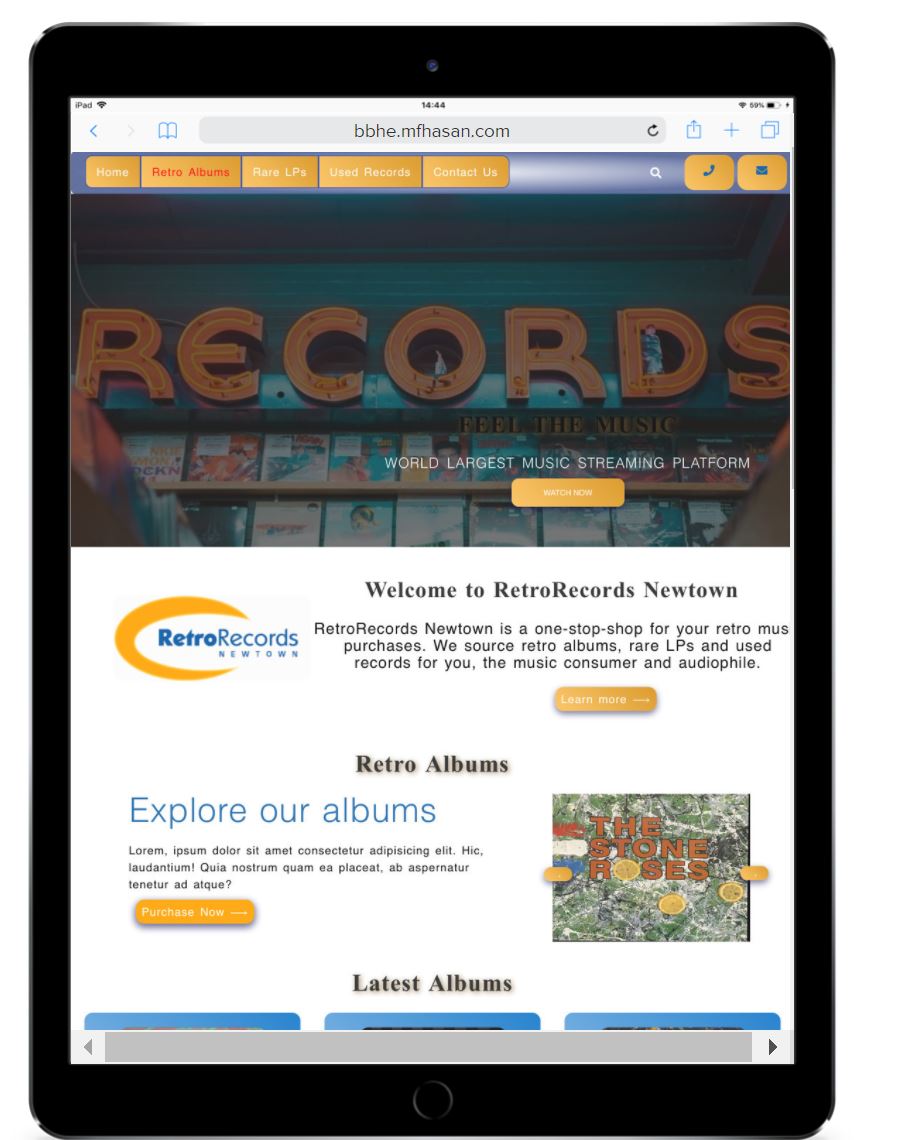 iPad 14:44 59%
bbhe.mfhasan.com
Home Retro Albums Rare LPs Used Records Contact Us
RECORDS
FEEL THE MUSIC
WORLD LARGEST MUSIC STREAMING PLATFORM
WATCH NOW
Welcome to RetroRecords Newtown
RetroRecords
NEWTOWN
RetroRecords Newtown is a one-stop-shop for your retro mus
purchases. We source retro albums, rare LPs and used
records for you, the music consumer and audiophile.
Learn more ⟶
Retro Albums
Explore our albums
Lorem, ipsum dolor sit amet consectetur adipisicing elit. Hic,
laudantium! Quia nostrum quam ea placeat, ab aspernatur
tenetur ad atque?
Purchase Now ⟶
THE
STONE
ROSES
Latest Albums